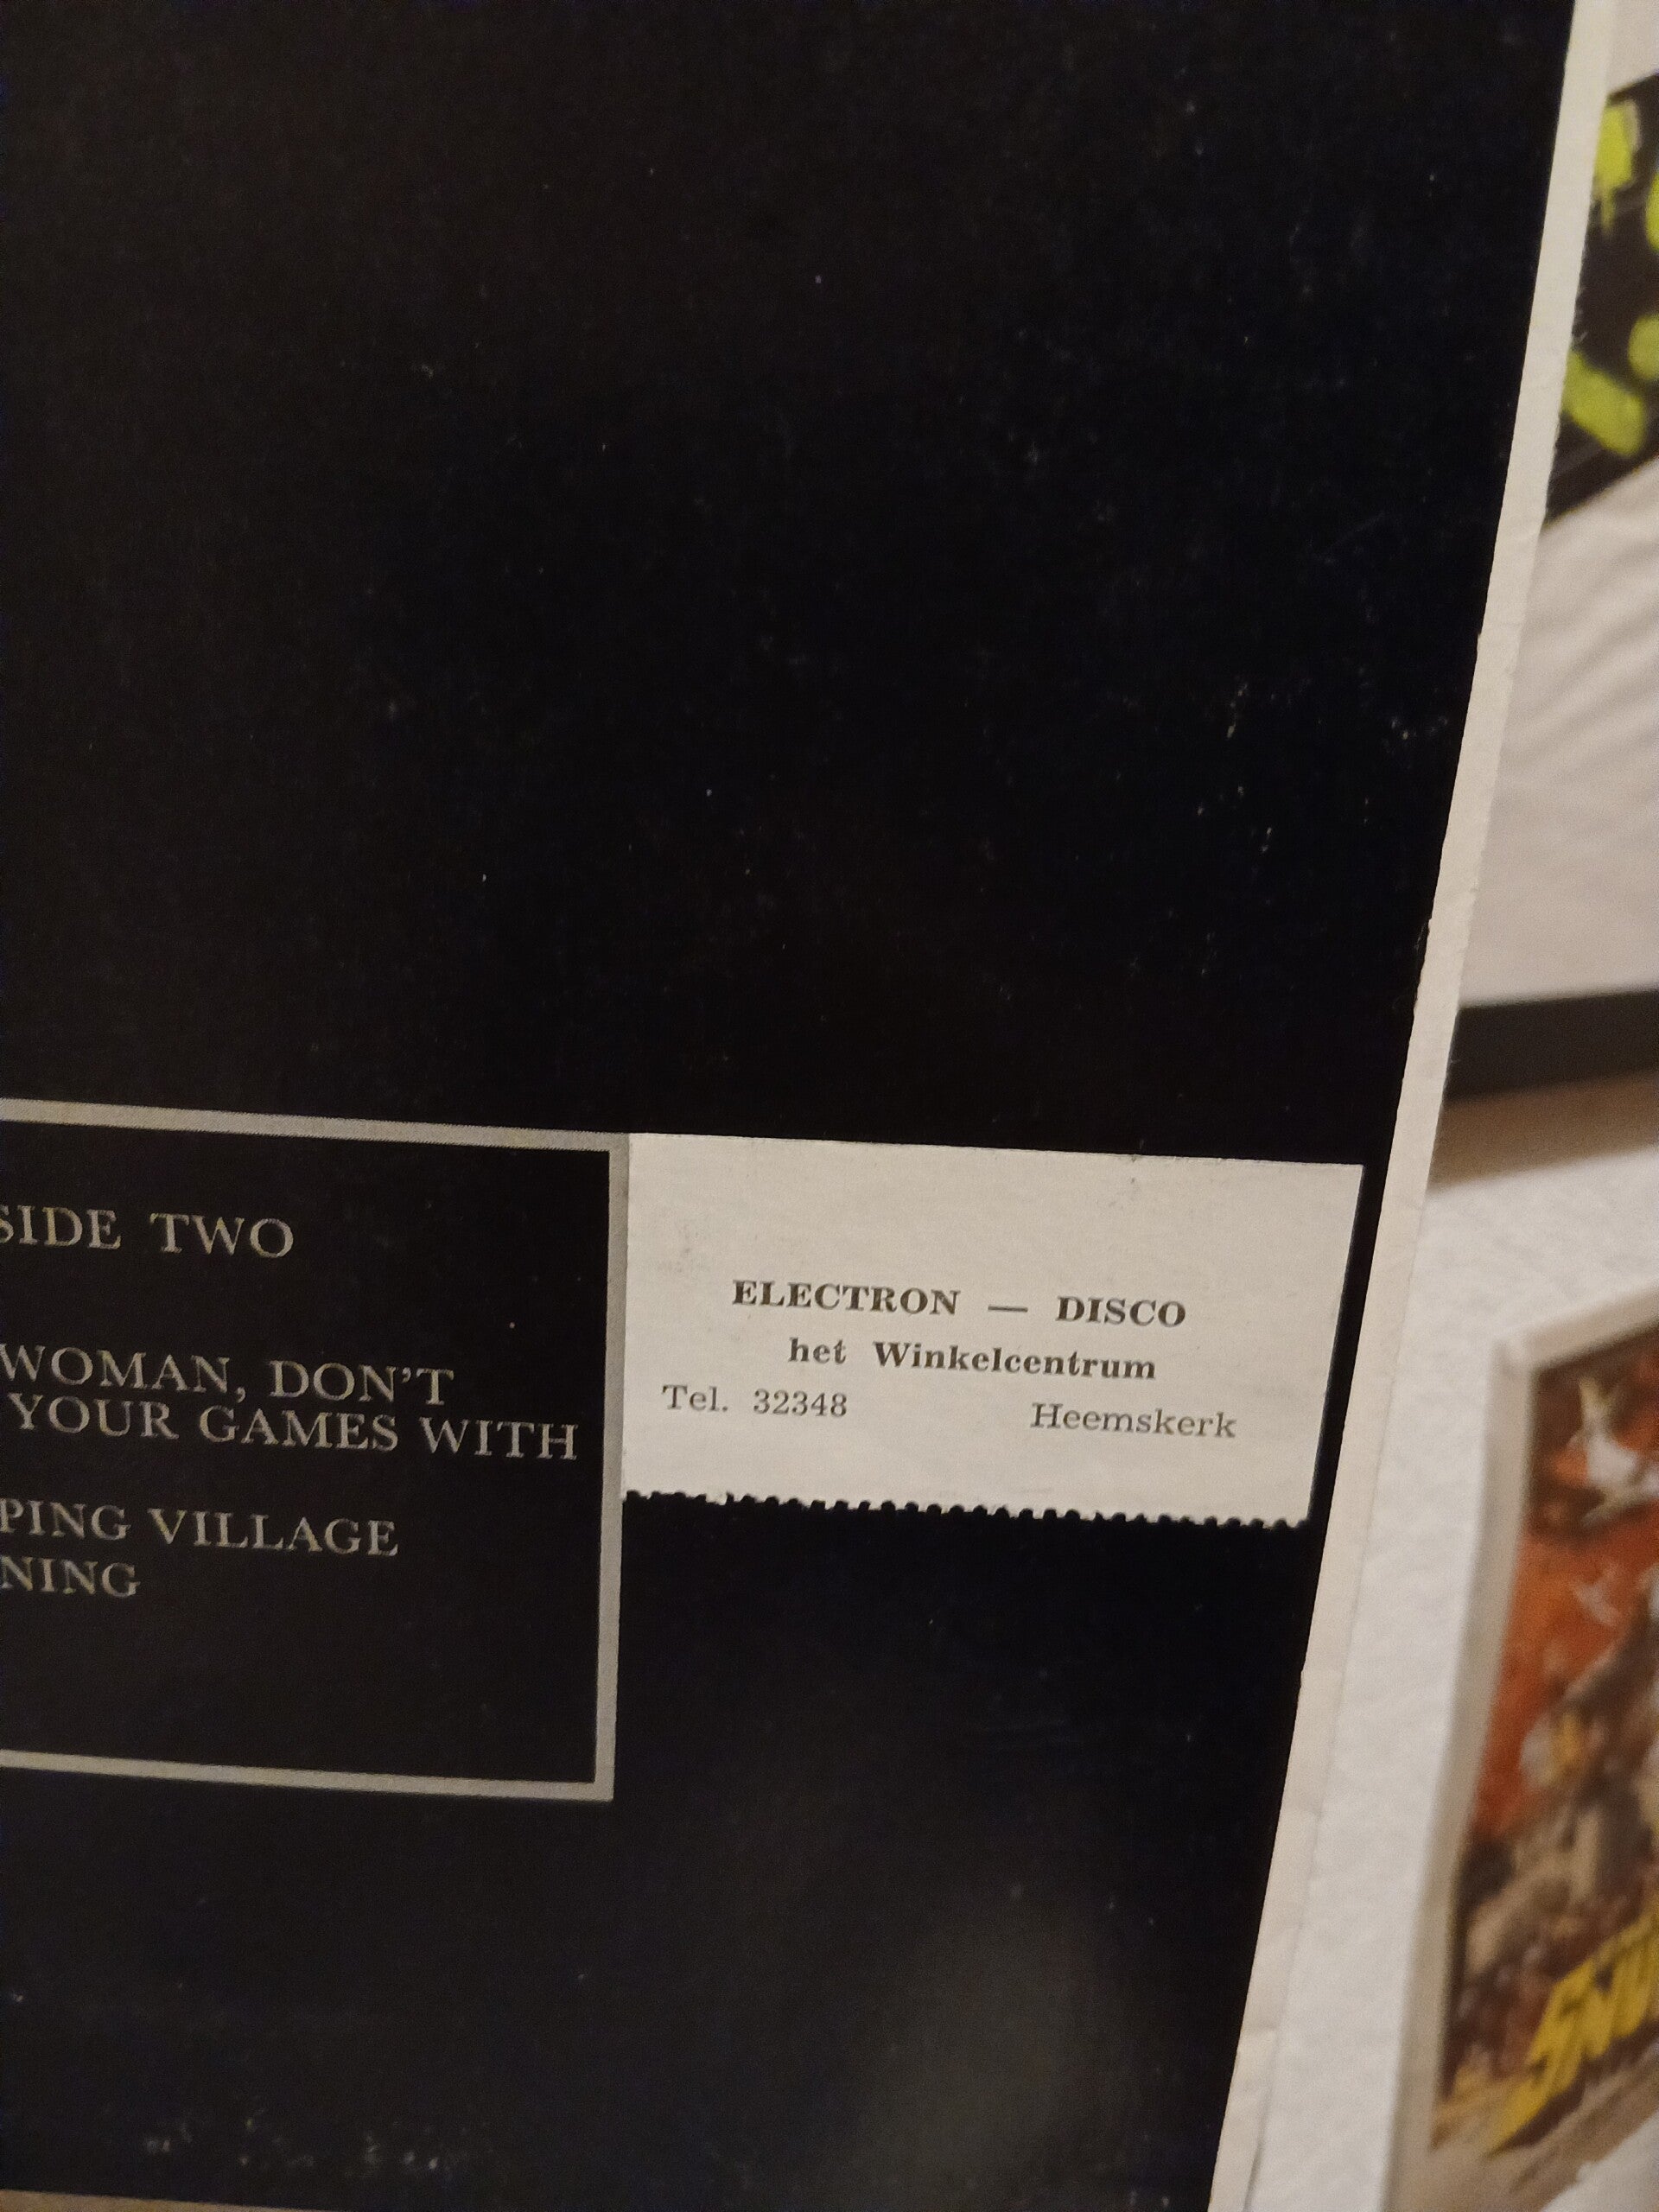 SIDE TWO
WOMAN, DON'T
YOUR GAMES WITH
PING VILLAGE
NING
ELECTRON — DISCO
het Winkelcentrum
Tel. 32348 Heemskerk